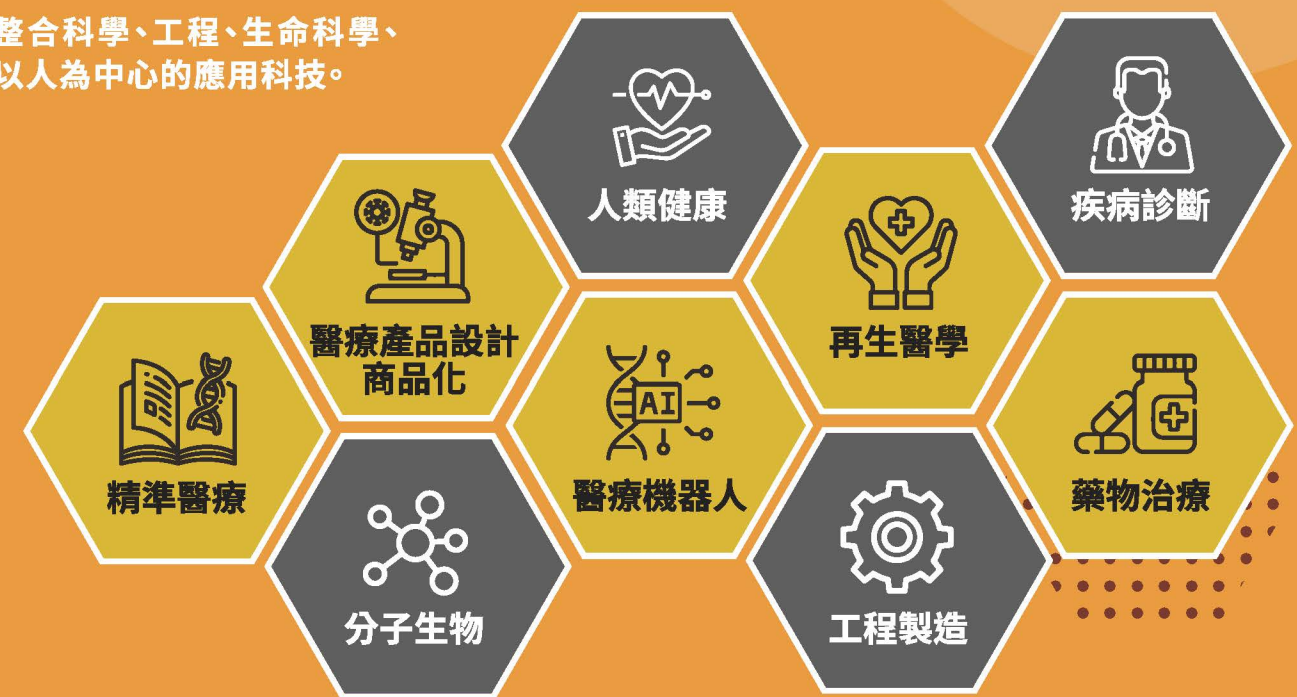 整合科學、工程、生命科學、
以人為中心的應用科技。
人類健康
疾病診斷
醫療產品設計
商品化
再生醫學
AI
精準醫療
醫療機器人
藥物治療
分子生物
工程製造